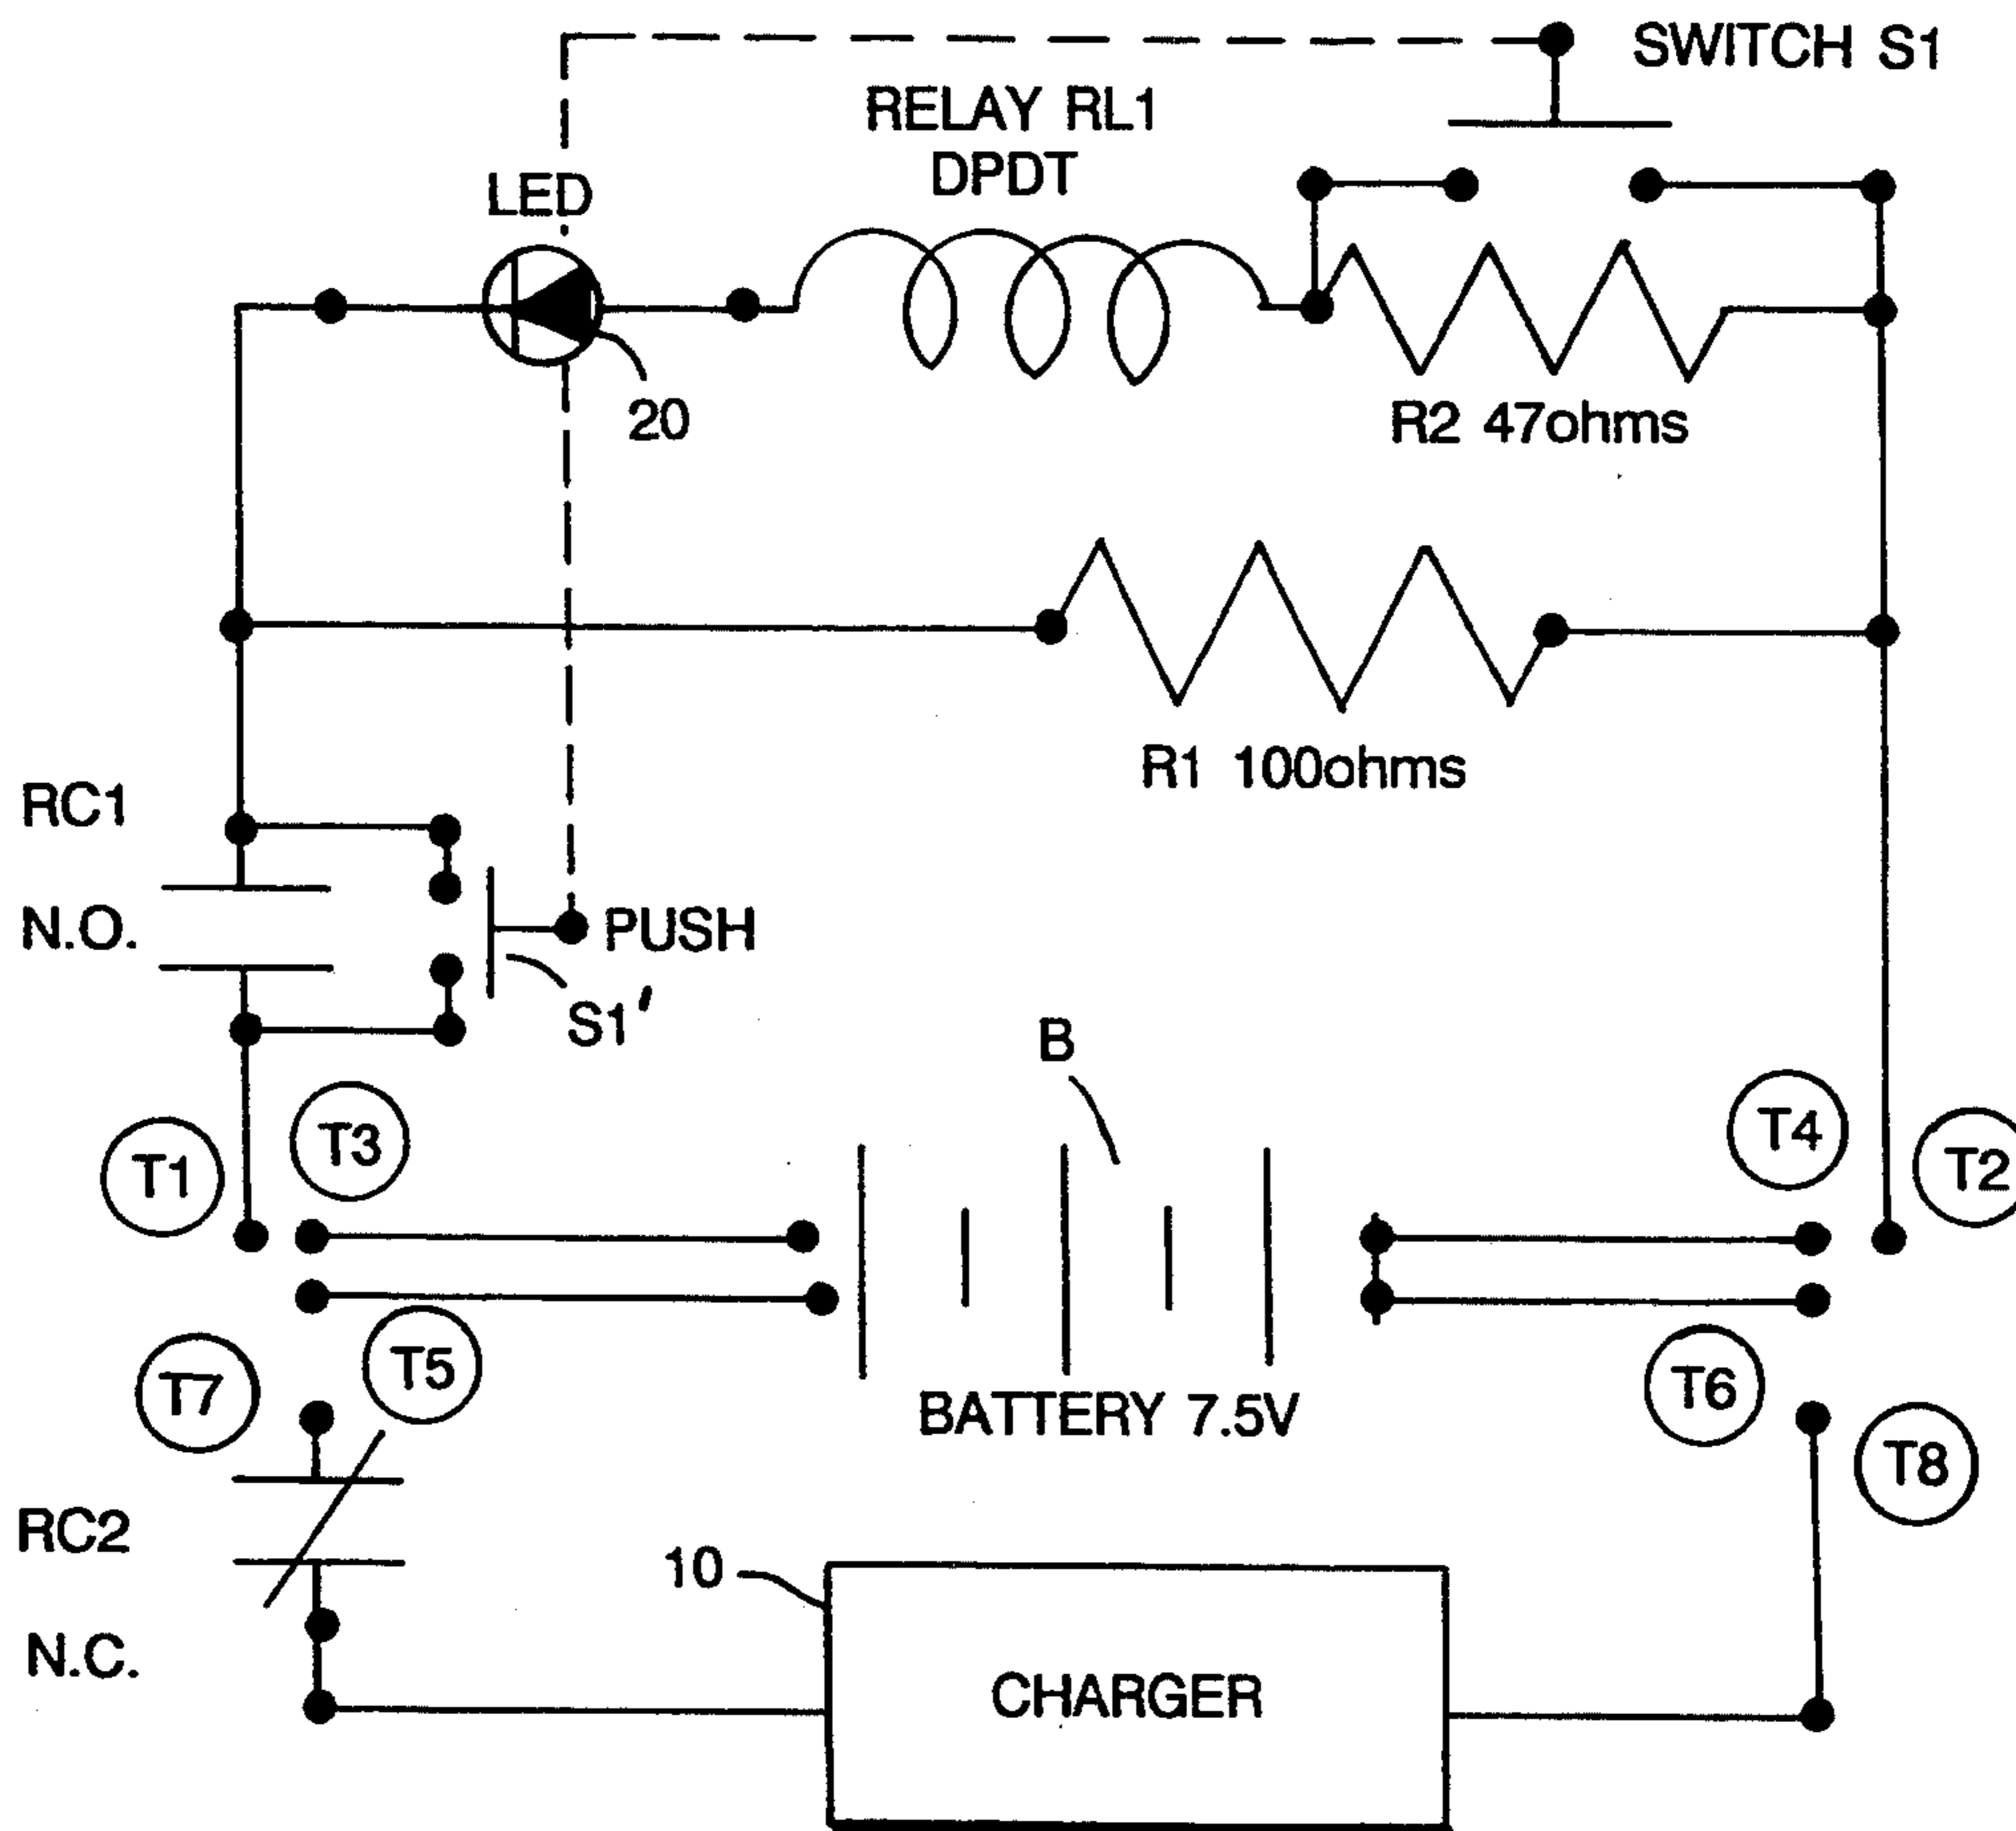 SWITCH S1
RELAY RL1
DPDT
LED
20
R2 47ohms
R1 100ohms
RC1
N.O.
PUSH
S1'
B
T1
T3
T4
T2
T7
T5
BATTERY 7.5V
T6
T8
RC2
10
N.C.
CHARGER